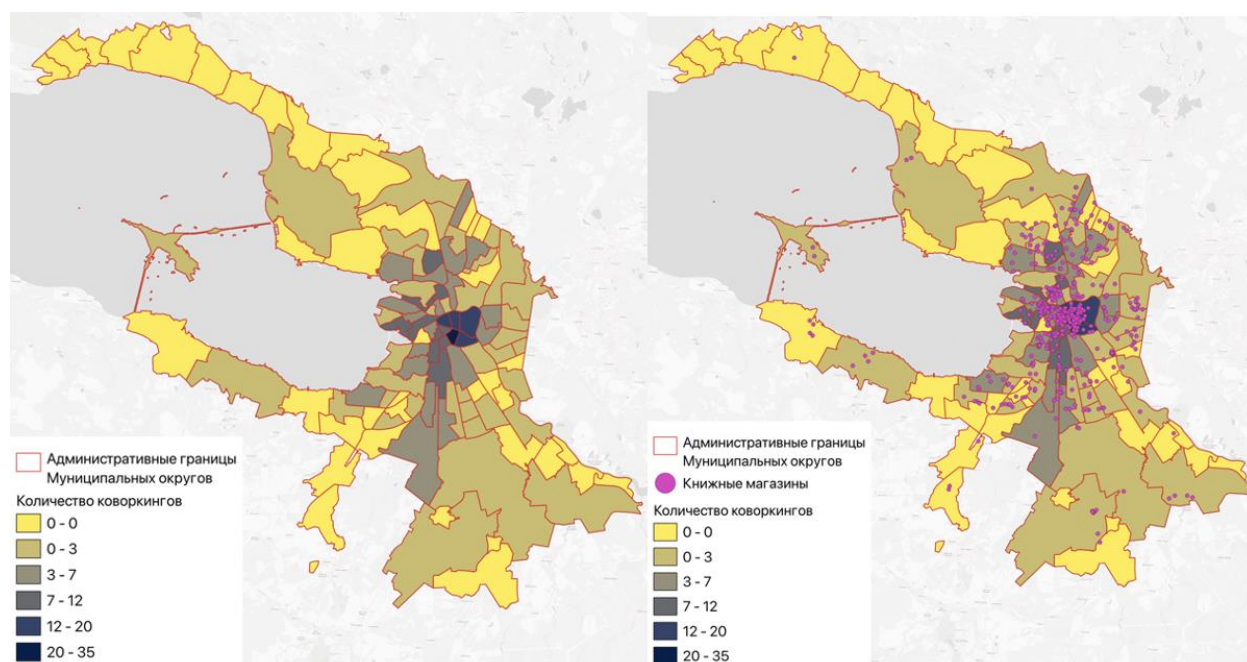 Административные границы
Муниципальных округов
Количество коворкингов
0 - 0
0 - 3
3 - 7
7 - 12
12 - 20
20 - 35
Административные границы
Муниципальных округов
Книжные магазины
Количество коворкингов
0 - 0
0 - 3
3 - 7
7 - 12
12 - 20
20 - 35